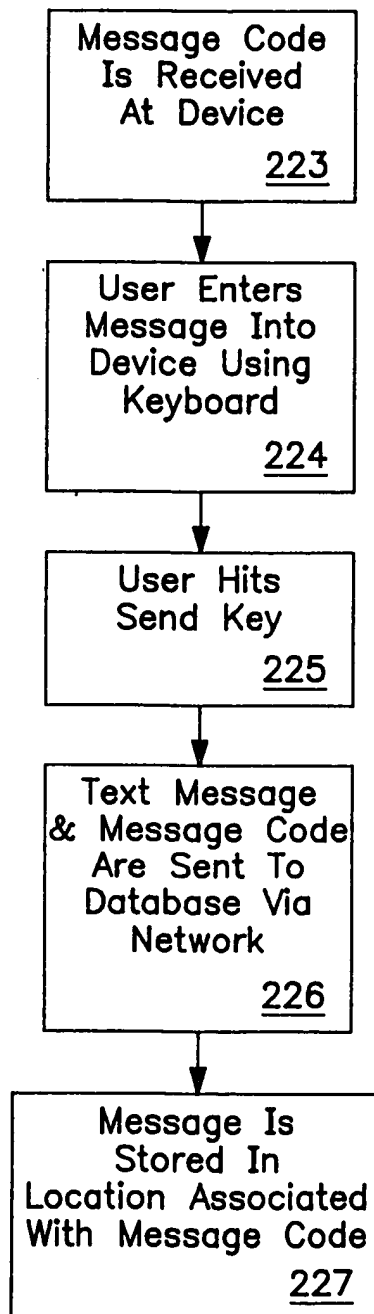 Message Code
Is Received
At Device
223
User Enters
Message Into
Device Using
Keyboard
224
User Hits
Send Key
225
Text Message
& Message Code
Are Sent To
Database Via
Network
226
Message Is
Stored In
Location Associated
With Message Code
227